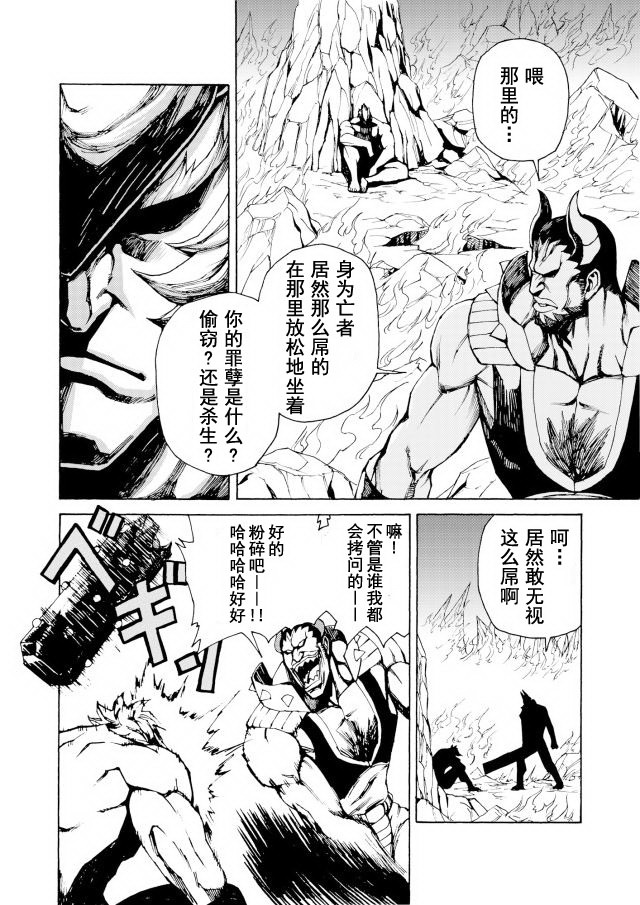 喂
那里的…
身为亡者
居然那么屌的
在那里放松地坐着
你的罪孽是什么？
偷窃？还是杀生？
呵…
居然敢无视
这么屌啊
嘛！
不管是谁我都
会拷问的——
好的
粉碎吧——!!
哈哈哈哈好好
ベギン